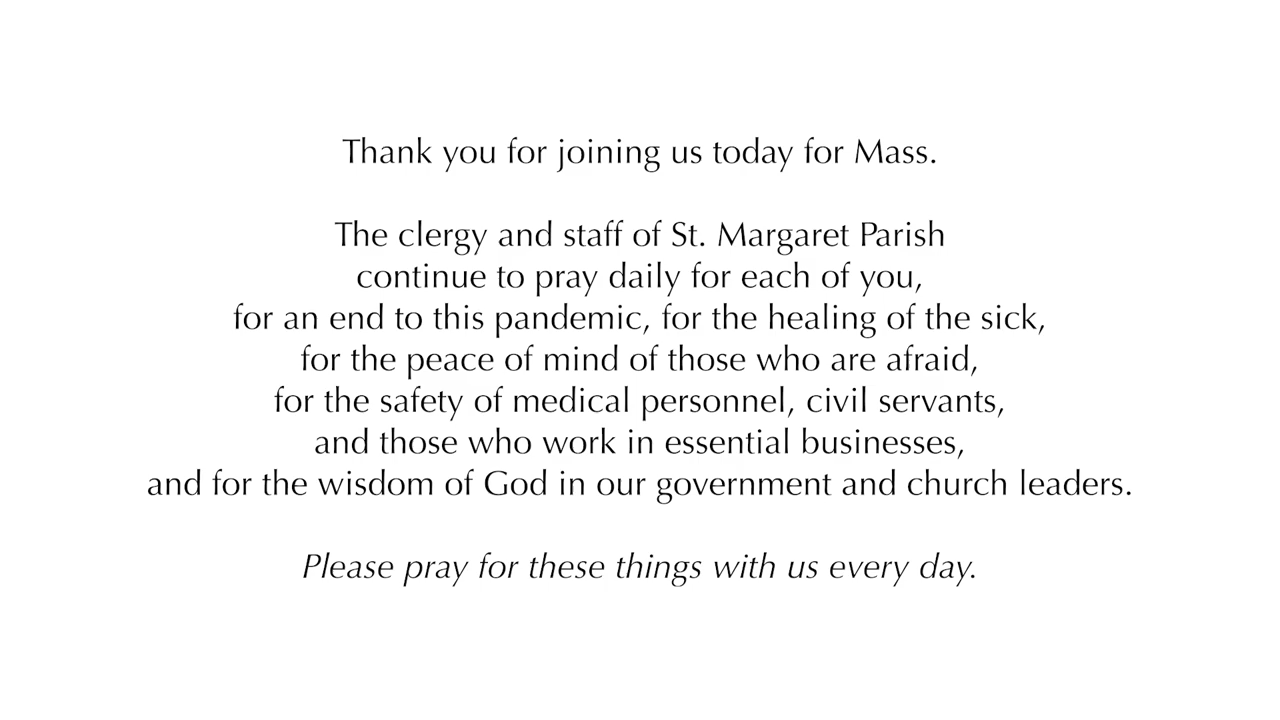 Thank you for joining us today for Mass.
The clergy and staff of St. Margaret Parish
continue to pray daily for each of you,
for an end to this pandemic, for the healing of the sick,
for the peace of mind of those who are afraid,
for the safety of medical personnel, civil servants,
and those who work in essential businesses,
and for the wisdom of God in our government and church leaders.
Please pray for these things with us every day.